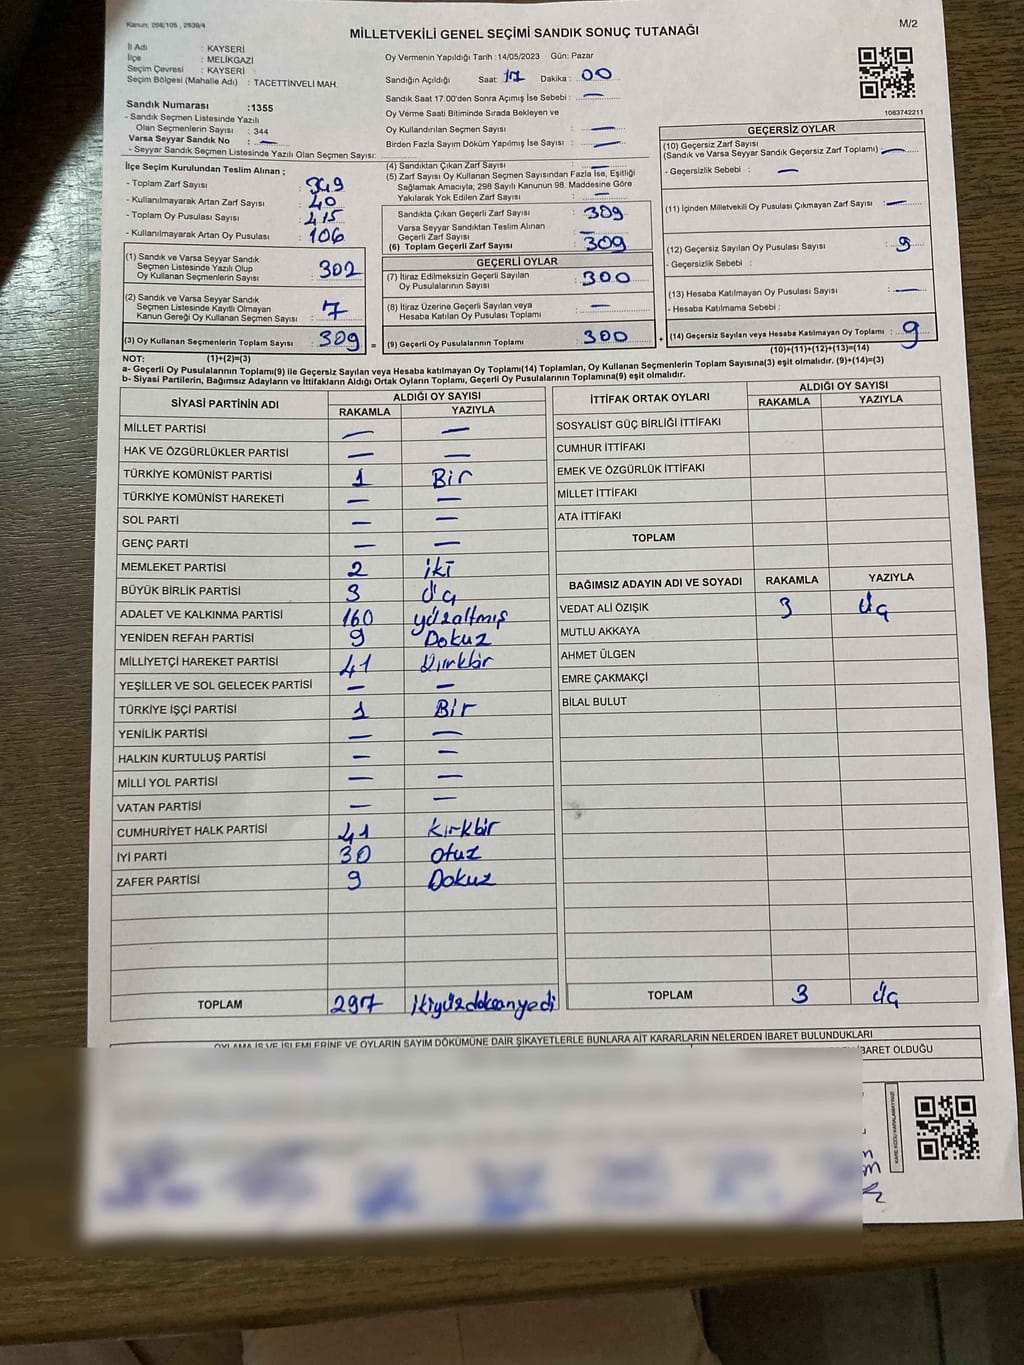 Kanun; 298/105 , 2839/4
M/2
MİLLETVEKİLİ GENEL SEÇİMİ SANDIK SONUÇ TUTANAĞI
İl Adı : KAYSERİ
İlçe : MELİKGAZİ
Seçim Çevresi : KAYSERİ
Seçim Bölgesi (Mahalle Adı) : TACETTİNVELİ MAH.
Sandık Numarası :1355
- Sandık Seçmen Listesinde Yazılı
Olan Seçmenlerin Sayısı : 344
Varsa Seyyar Sandık No : —
- Seyyar Sandık Seçmen Listesinde Yazılı Olan Seçmen Sayısı:
Oy Vermenin Yapıldığı Tarih :14/05/2023 Gün: Pazar
Sandığın Açıldığı Saat: 17 Dakika : 00
Sandık Saat 17:00'den Sonra Açımış İse Sebebi : —
Oy Verme Saati Bitiminde Sırada Bekleyen ve
Oy Kullandırılan Seçmen Sayısı : —
Birden Fazla Sayım Döküm Yapılmış İse Sayısı : —
1083742211
İlçe Seçim Kurulundan Teslim Alınan ;
- Toplam Zarf Sayısı : 349
- Kullanılmayarak Artan Zarf Sayısı : 40
- Toplam Oy Pusulası Sayısı : 415
- Kullanılmayarak Artan Oy Pusulası : 106
(1) Sandık ve Varsa Seyyar Sandık
Seçmen Listesinde Yazılı Olup
Oy Kullanan Seçmenlerin Sayısı : 302
(2) Sandık ve Varsa Seyyar Sandık
Seçmen Listesinde Kayıtlı Olmayan
Kanun Gereği Oy Kullanan Seçmen Sayısı : 7
(3) Oy Kullanan Seçmenlerin Toplam Sayısı : 309 =
(4) Sandıktan Çıkan Zarf Sayısı : —
(5) Zarf Sayısı Oy Kullanan Seçmen Sayısından Fazla İse, Eşitliği
Sağlamak Amacıyla; 298 Sayılı Kanunun 98. Maddesine Göre
Yakılarak Yok Edilen Zarf Sayısı : —
Sandıkta Çıkan Geçerli Zarf Sayısı : 309
Varsa Seyyar Sandıktan Teslim Alınan
Geçerli Zarf Sayısı : —
(6) Toplam Geçerli Zarf Sayısı : 309
GEÇERLİ OYLAR
(7) İtiraz Edilmeksizin Geçerli Sayılan
Oy Pusulalarının Sayısı : 300
(8) İtiraz Üzerine Geçerli Sayılan veya
Hesaba Katılan Oy Pusulası Toplamı : —
(9) Geçerli Oy Pusulalarının Toplamı : 300 +
GEÇERSİZ OYLAR
(10) Geçersiz Zarf Sayısı
(Sandık ve Varsa Seyyar Sandık Geçersiz Zarf Toplamı) : —
- Geçersizlik Sebebi : —
(11) İçinden Milletvekili Oy Pusulası Çıkmayan Zarf Sayısı : —
(12) Geçersiz Sayılan Oy Pusulası Sayısı : 9
- Geçersizlik Sebebi :
(13) Hesaba Katılmayan Oy Pusulası Sayısı : —
- Hesaba Katılmama Sebebi :
(14) Geçersiz Sayılan veya Hesaba Katılmayan Oy Toplamı : 9
(10)+(11)+(12)+(13)=(14)
NOT: (1)+(2)=(3)
a- Geçerli Oy Pusulalarının Toplamı(9) ile Geçersiz Sayılan veya Hesaba katılmayan Oy Toplamı(14) Toplamları, Oy Kullanan Seçmenlerin Toplam Sayısına(3) eşit olmalıdır. (9)+(14)=(3)
b- Siyasi Partilerin, Bağımsız Adayların ve İttifakların Aldığı Ortak Oyların Toplamı, Geçerli Oy Pusulalarının Toplamına(9) eşit olmalıdır.
SİYASİ PARTİNİN ADI ALDIĞI OY SAYISI
RAKAMLA YAZIYLA
MİLLET PARTİSİ — —
HAK VE ÖZGÜRLÜKLER PARTİSİ — —
TÜRKİYE KOMÜNİST PARTİSİ 1 Bir
TÜRKİYE KOMÜNİST HAREKETİ — —
SOL PARTİ — —
GENÇ PARTİ — —
MEMLEKET PARTİSİ 2 iki
BÜYÜK BİRLİK PARTİSİ 3 üç
ADALET VE KALKINMA PARTİSİ 160 yüzaltmış
YENİDEN REFAH PARTİSİ 9 Dokuz
MİLLİYETÇİ HAREKET PARTİSİ 41 Kırkbir
YEŞİLLER VE SOL GELECEK PARTİSİ — —
TÜRKİYE İŞÇİ PARTİSİ 1 Bir
YENİLİK PARTİSİ — —
HALKIN KURTULUŞ PARTİSİ — —
MİLLİ YOL PARTİSİ — —
VATAN PARTİSİ — —
CUMHURİYET HALK PARTİSİ 41 kırkbir
İYİ PARTİ 30 otuz
ZAFER PARTİSİ 9 Dokuz
TOPLAM 297 ikiyüzdoksanyedi
İTTİFAK ORTAK OYLARI ALDIĞI OY SAYISI
RAKAMLA YAZIYLA
SOSYALİST GÜÇ BİRLİĞİ İTTİFAKI
CUMHUR İTTİFAKI
EMEK VE ÖZGÜRLÜK İTTİFAKI
MİLLET İTTİFAKI
ATA İTTİFAKI
TOPLAM
BAĞIMSIZ ADAYIN ADI VE SOYADI RAKAMLA YAZIYLA
VEDAT ALİ ÖZIŞIK 3 üç
MUTLU AKKAYA
AHMET ÜLGEN
EMRE ÇAKMAKÇİ
BİLAL BULUT
TOPLAM 3 üç
OYLAMA İŞ VE İŞLEMLERİNE VE OYLARIN SAYIM DÖKÜMÜNE DAİR ŞİKAYETLERLE BUNLARA AİT KARARLARIN NELERDEN İBARET BULUNDUKLARI
İBARET OLDUĞU